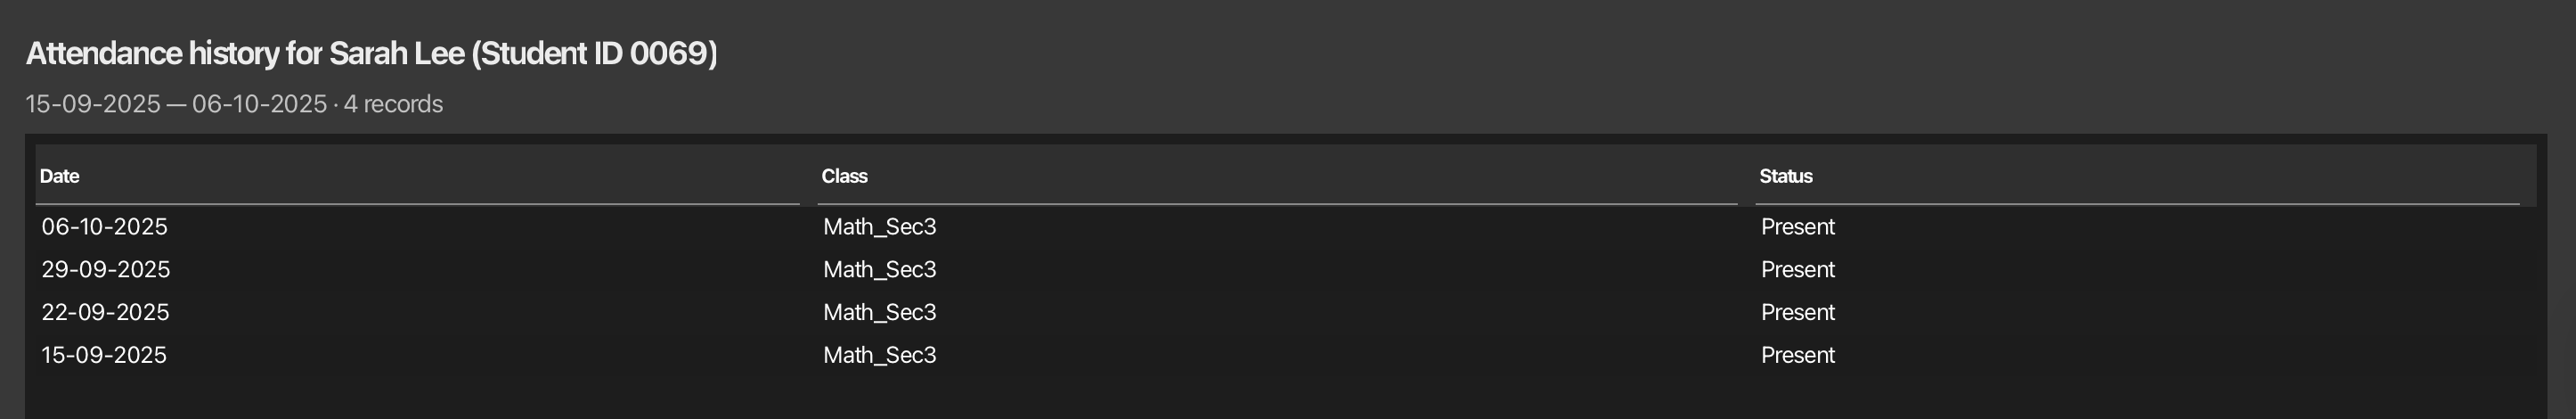 Attendance history for Sarah Lee (Student ID 0069)
15-09-2025 — 06-10-2025 · 4 records
Date Class Status
06-10-2025 Math_Sec3 Present
29-09-2025 Math_Sec3 Present
22-09-2025 Math_Sec3 Present
15-09-2025 Math_Sec3 Present